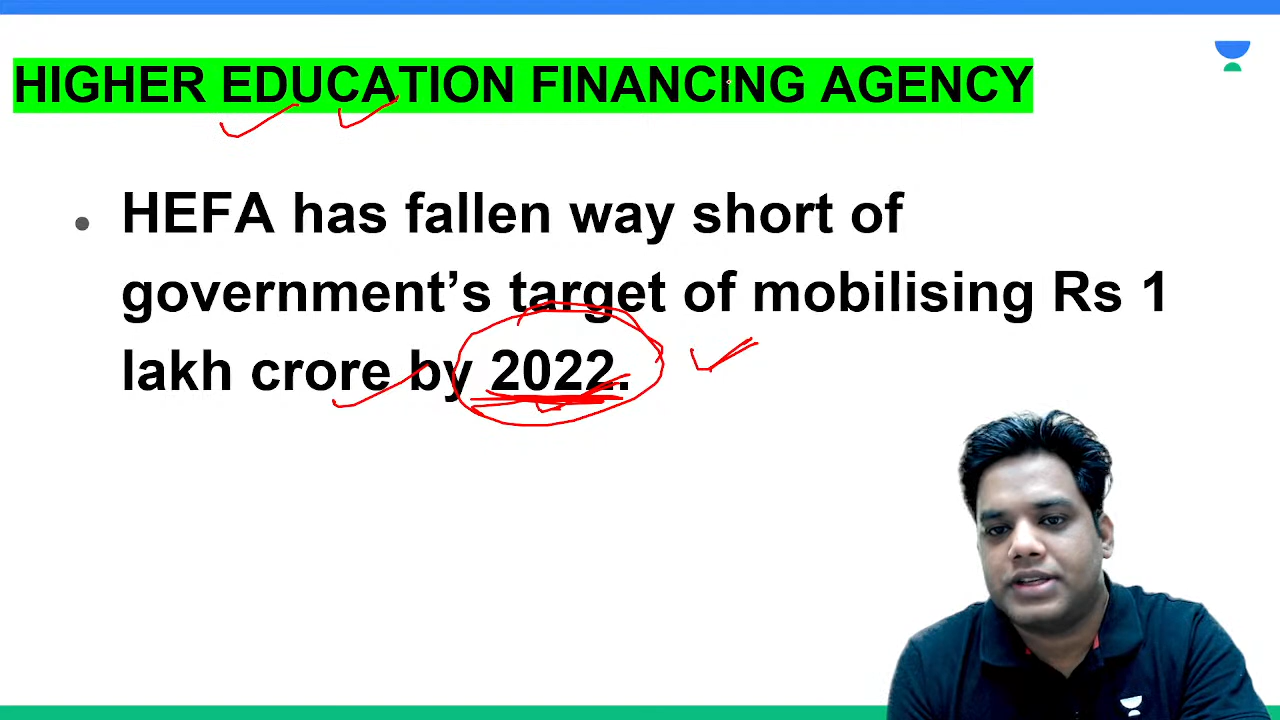 HIGHER EDUCATION FINANCING AGENCY
• HEFA has fallen way short of
government’s target of mobilising Rs 1
lakh crore by 2022.